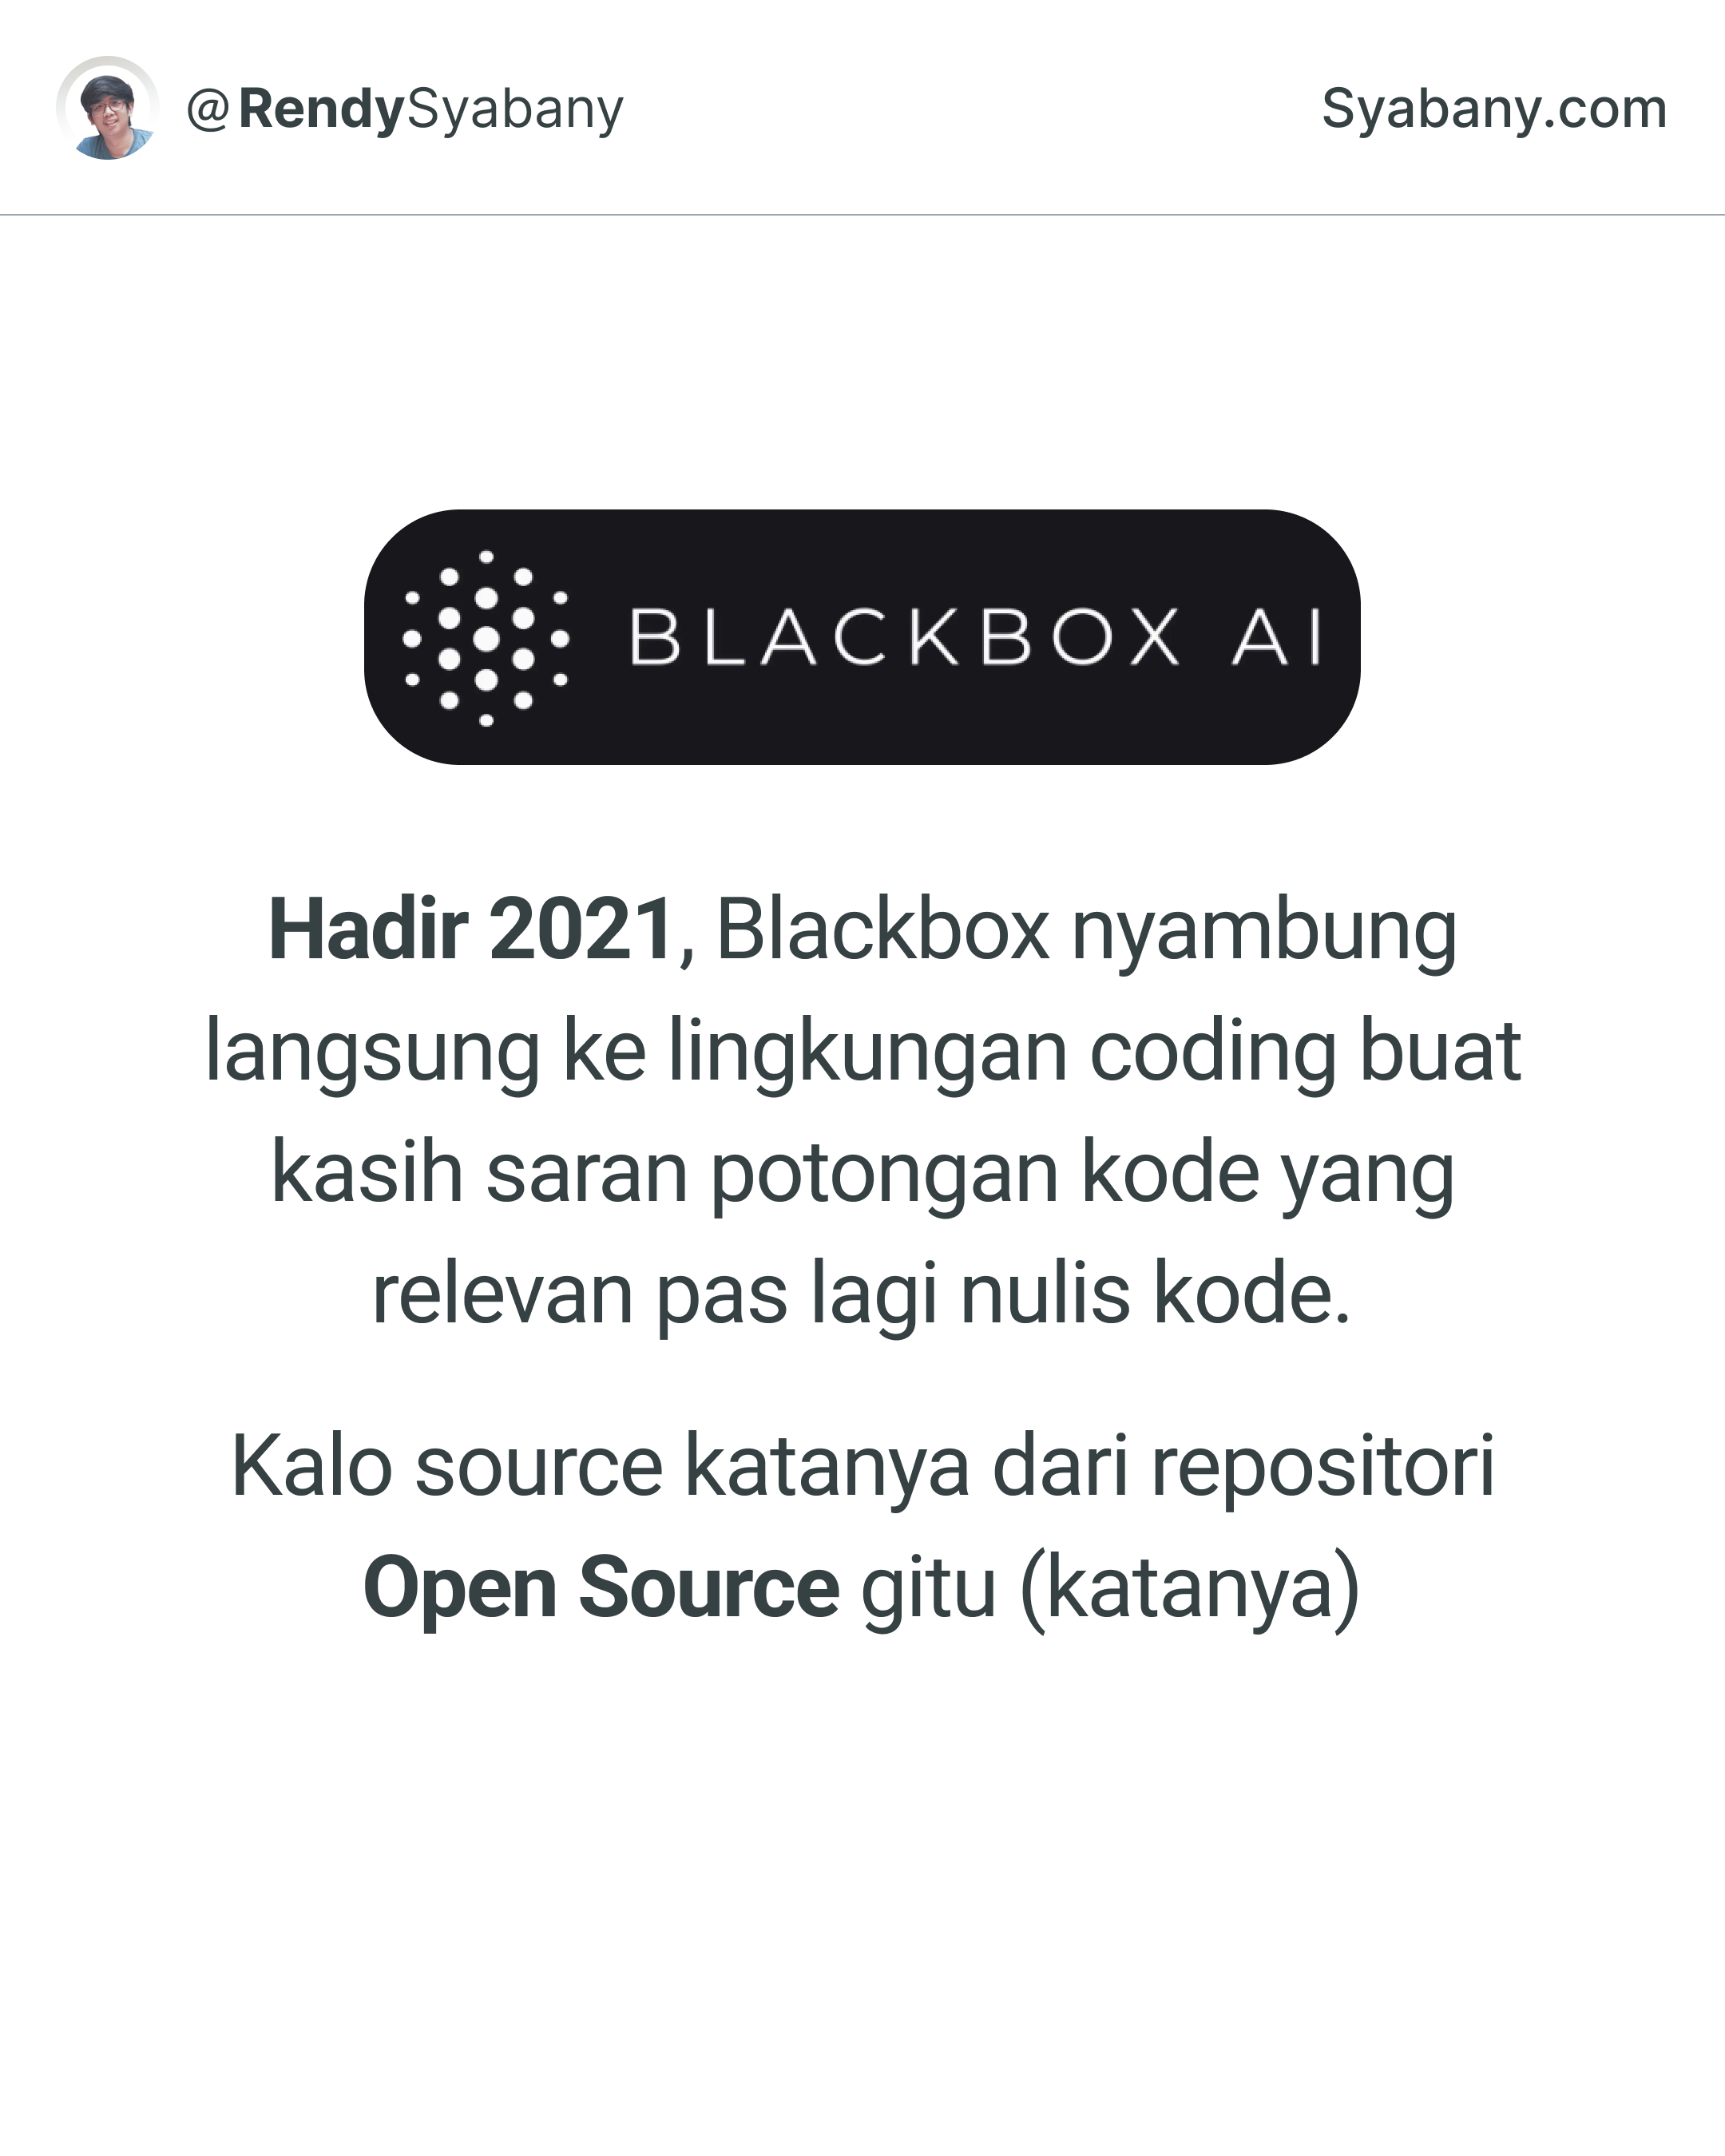 @RendySyabany
Syabany.com
BLACKBOX AI
Hadir 2021, Blackbox nyambung
langsung ke lingkungan coding buat
kasih saran potongan kode yang
relevan pas lagi nulis kode.
Kalo source katanya dari repositori
Open Source gitu (katanya)